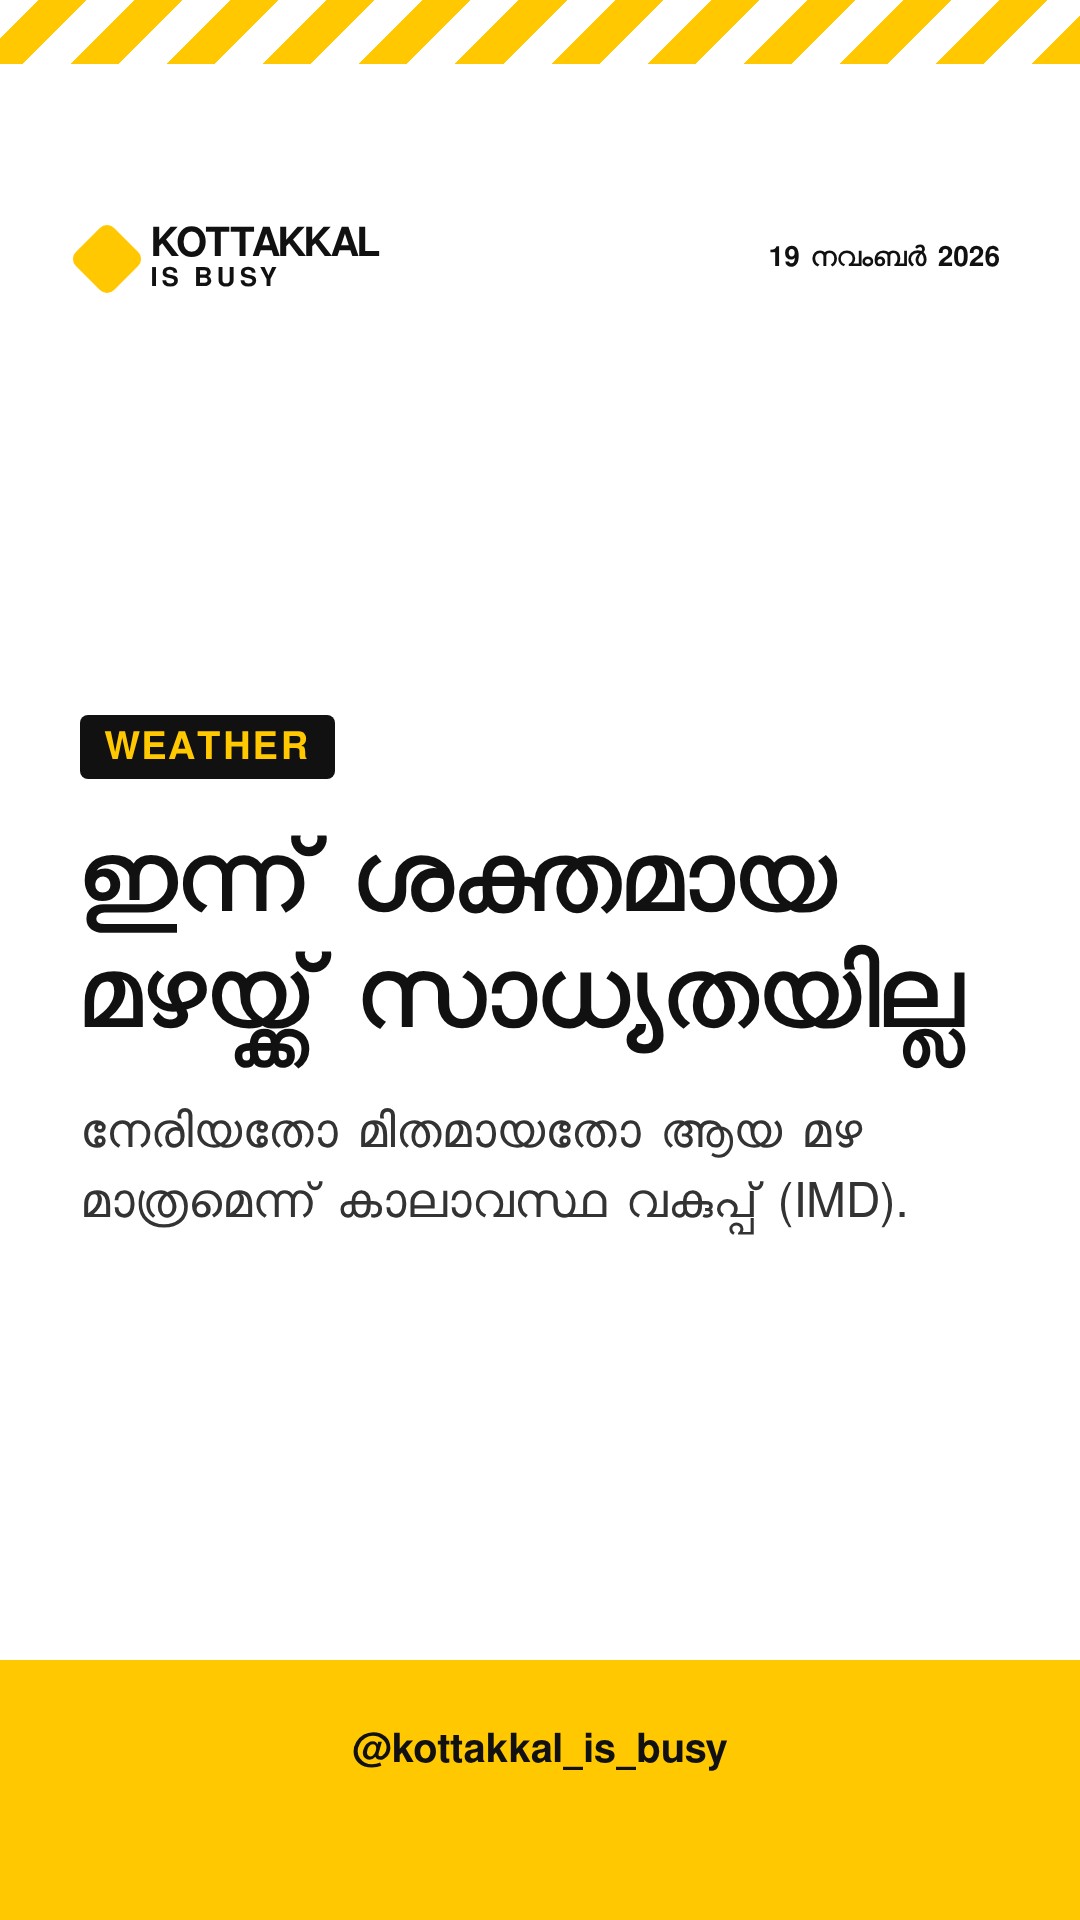 KOTTAKKAL
IS BUSY
19 നവംബർ 2026
WEATHER
ഇന്ന് ശക്തമായ
മഴയ്ക്ക് സാധ്യതയില്ല
നേരിയതോ മിതമായതോ ആയ മഴ
മാത്രമെന്ന് കാലാവസ്ഥ വകുപ്പ് (IMD).
@kottakkal_is_busy